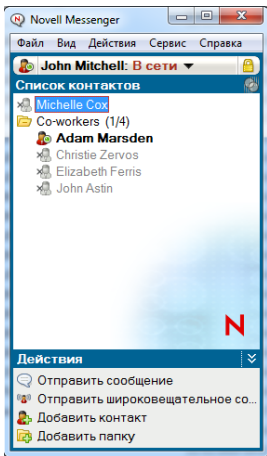 Novell Messenger
Файл Вид Действия Сервис Справка
John Mitchell: В сети
Список контактов
Michelle Cox
Co-workers (1/4)
Adam Marsden
Christie Zervos
Elizabeth Ferris
John Astin
N
Действия
Отправить сообщение
Отправить широковещательное со...
Добавить контакт
Добавить папку